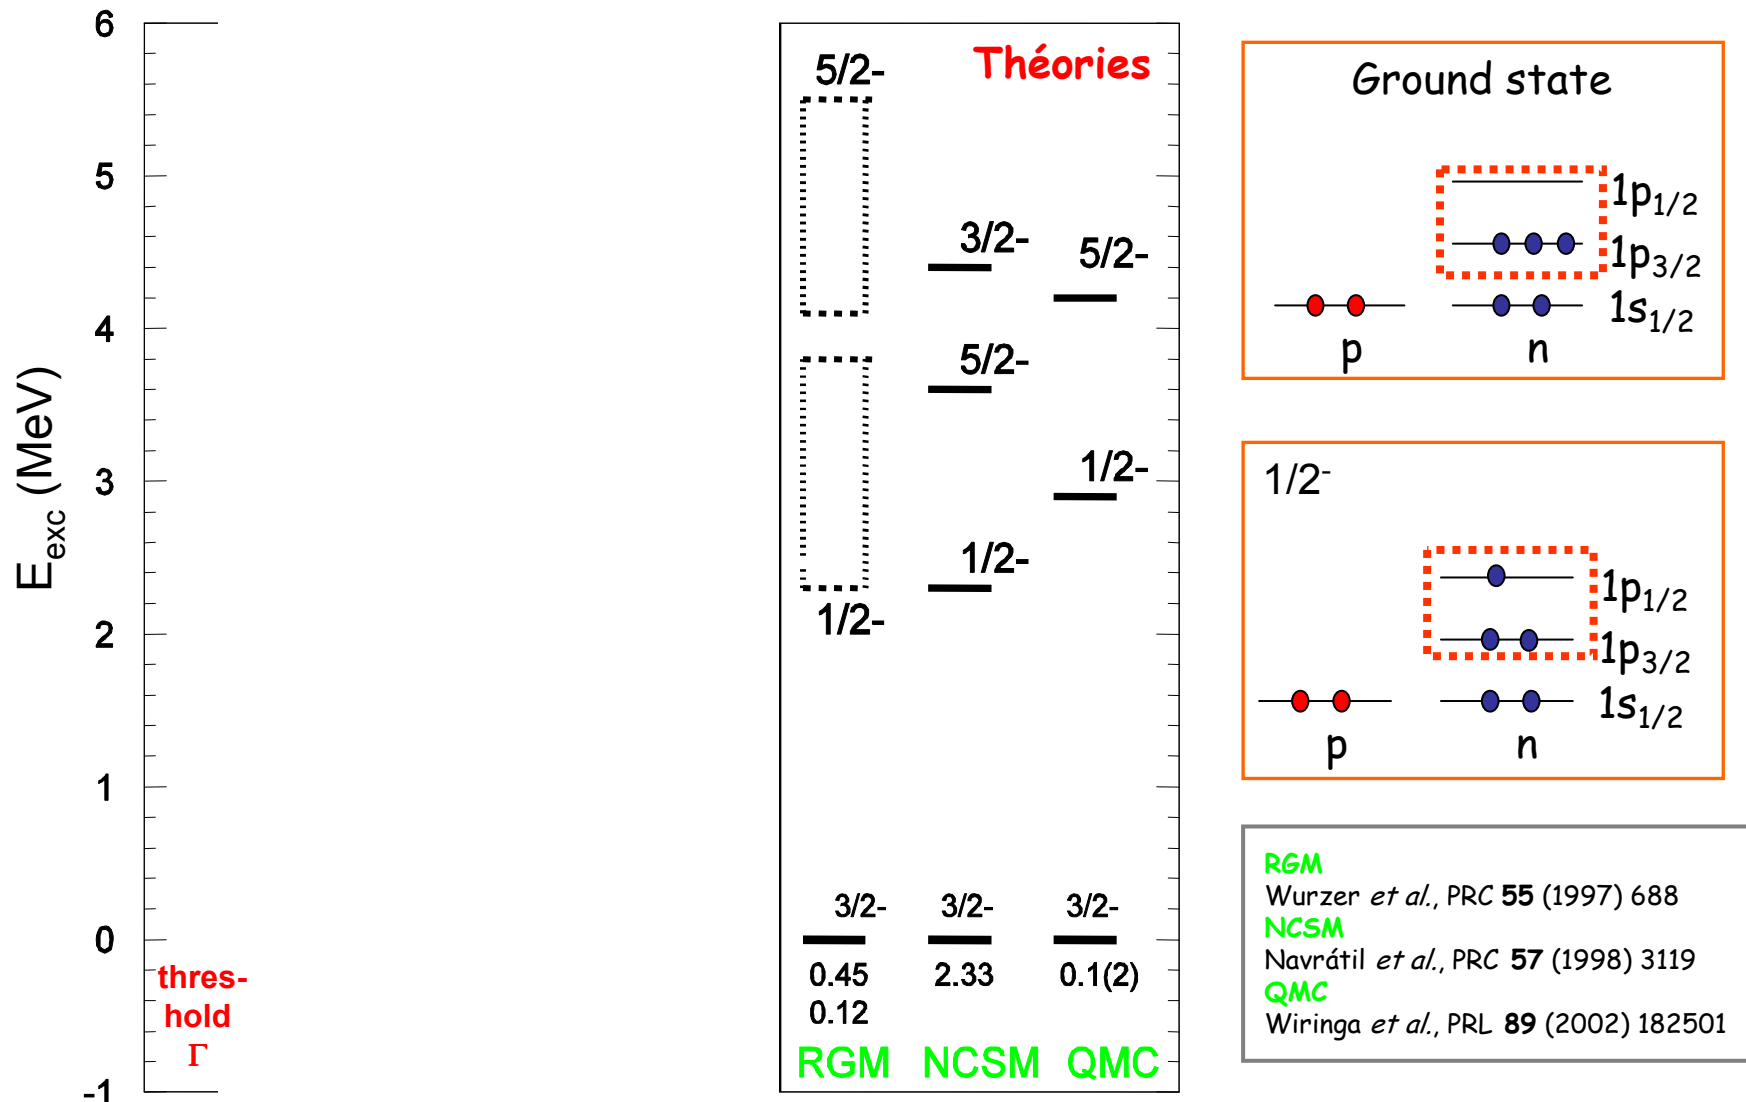 E_exc (MeV)
6
5
4
3
2
1
0
-1
thres-
hold
Γ
Théories
5/2-
1/2-
3/2-
0.45
0.12
RGM
3/2-
5/2-
1/2-
3/2-
2.33
NCSM
5/2-
1/2-
3/2-
0.1(2)
QMC
Ground state
1p1/2
1p3/2
1s1/2
p n
1/2-
1p1/2
1p3/2
1s1/2
p n
RGM
Wurzer et al., PRC 55 (1997) 688
NCSM
Navrátil et al., PRC 57 (1998) 3119
QMC
Wiringa et al., PRL 89 (2002) 182501